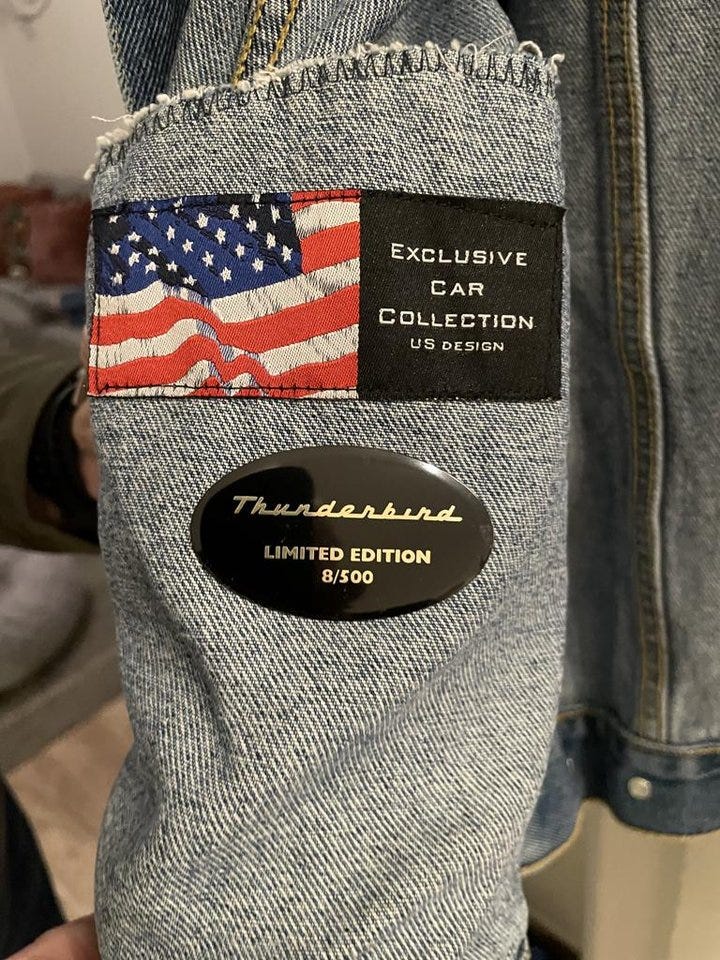 EXCLUSIVE
CAR
COLLECTION
US DESIGN
Thunderbird
LIMITED EDITION
8/500